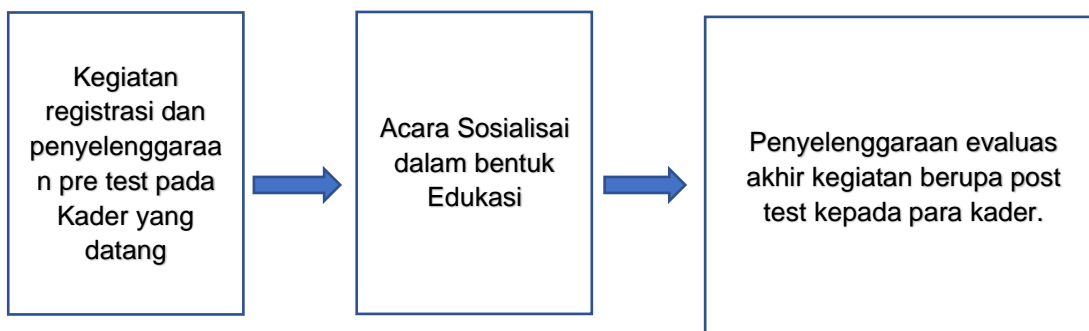 Kegiatan
registrasi dan
penyelenggaraa
n pre test pada
Kader yang
datang
Acara Sosialisai
dalam bentuk
Edukasi
Penyelenggaraan evaluas
akhir kegiatan berupa post
test kepada para kader.